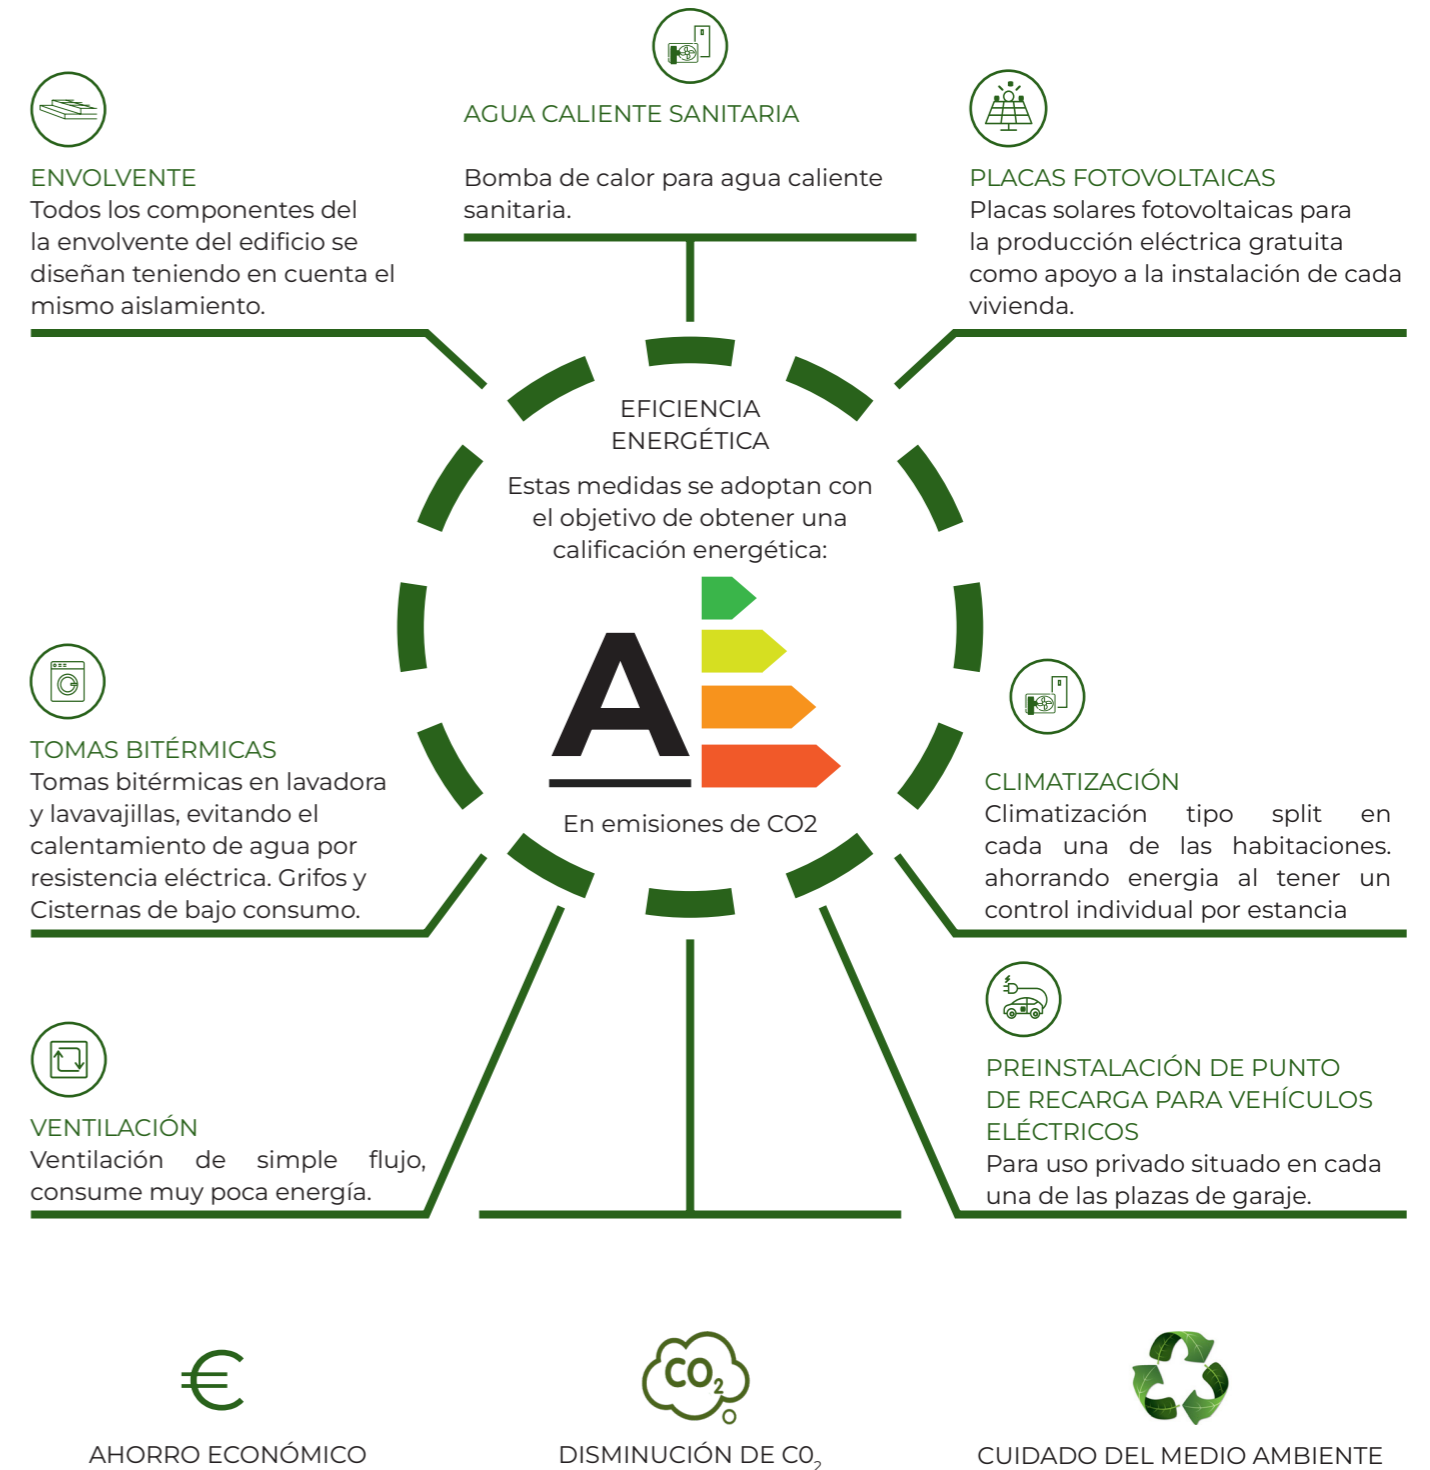 AGUA CALIENTE SANITARIA
Bomba de calor para agua caliente
sanitaria.
ENVOLVENTE
Todos los componentes del
la envolvente del edificio se
diseñan teniendo en cuenta el
mismo aislamiento.
PLACAS FOTOVOLTAICAS
Placas solares fotovoltaicas para
la producción eléctrica gratuita
como apoyo a la instalación de cada
vivienda.
EFICIENCIA
ENERGÉTICA
Estas medidas se adoptan con
el objetivo de obtener una
calificación energética:
A
En emisiones de CO2
TOMAS BITÉRMICAS
Tomas bitérmicas en lavadora
y lavavajillas, evitando el
calentamiento de agua por
resistencia eléctrica. Grifos y
Cisternas de bajo consumo.
CLIMATIZACIÓN
Climatización tipo split en
cada una de las habitaciones.
ahorrando energia al tener un
control individual por estancia
VENTILACIÓN
Ventilación de simple flujo,
consume muy poca energía.
PREINSTALACIÓN DE PUNTO
DE RECARGA PARA VEHÍCULOS
ELÉCTRICOS
Para uso privado situado en cada
una de las plazas de garaje.
€
AHORRO ECONÓMICO
CO₂
DISMINUCIÓN DE C0₂
CUIDADO DEL MEDIO AMBIENTE